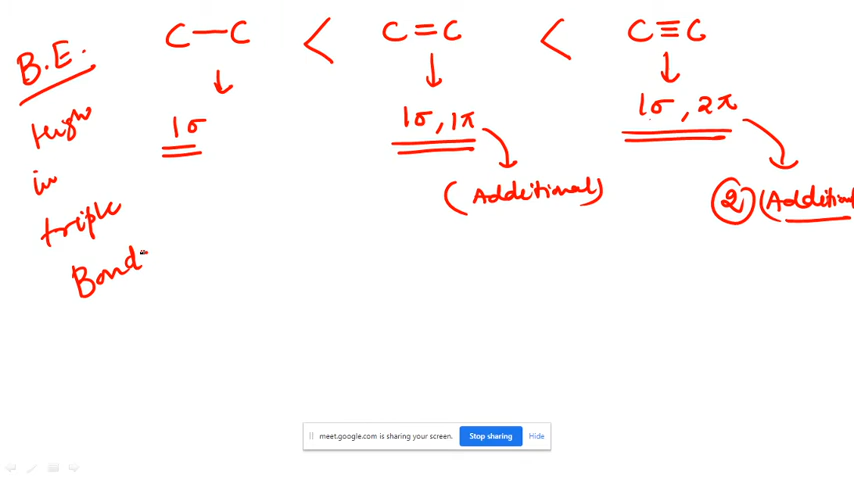 B.E.
C—C < C=C < C≡C
1σ
1σ, 1π
1σ, 2π
(Additional)
2 (Additional
High
in
triple
Bond
meet.google.com is sharing your screen. Stop sharing Hide